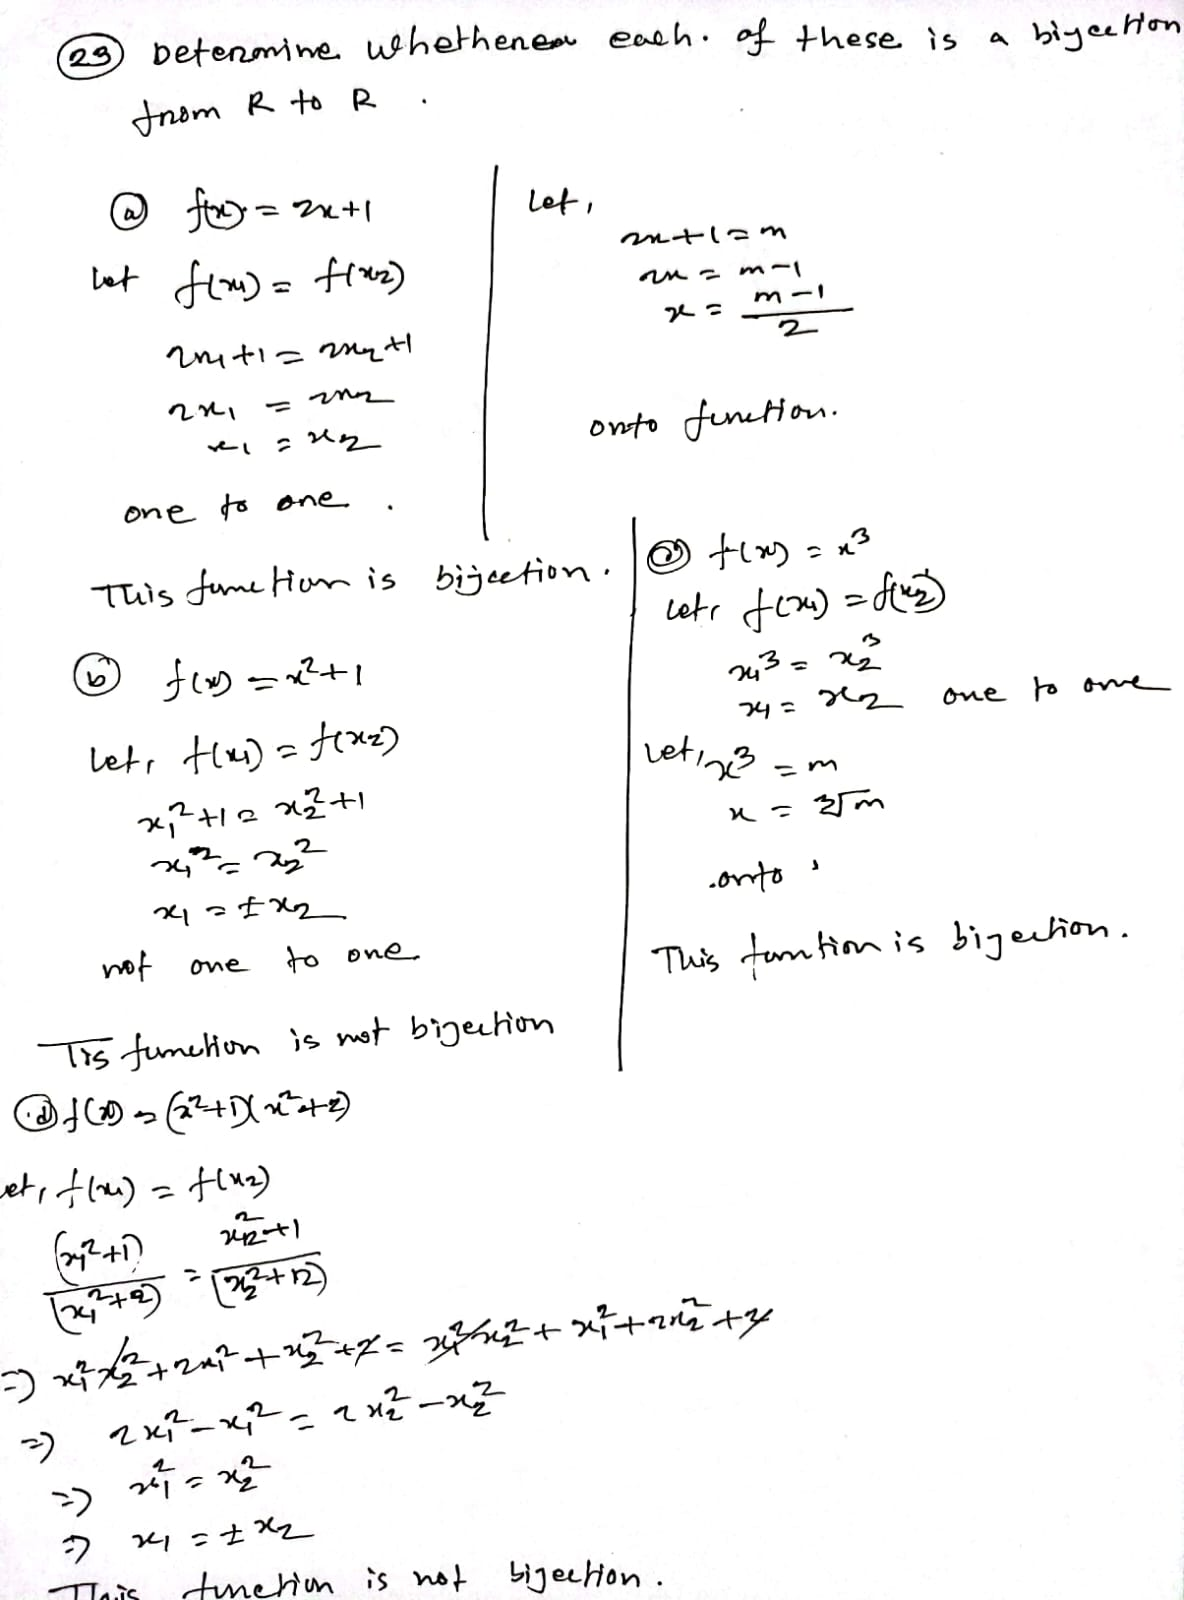 (23) Determine whetherea each. of these is a bijection
from R to R .
(a) f(x) = 2x+1
Let f(x₁) = f(x₂)
2x₁+1 = 2x₂+1
2x₁ = 2x₂
x₁ = x₂
one to one .
Let,
2x+1 = m
2x = m-1
x = (m-1)/2
onto function.
This function is bijection.
(b) f(x) = x²+1
Let, f(x₁) = f(x₂)
x₁²+1 = x₂²+1
x₁² = x₂²
x₁ = ± x₂
not one to one
Tis function is not bijection
(c) f(x) = x³
Let, f(x₁) = f(x₂)
x₁³ = x₂³
x₁ = x₂ one to one
Let, x³ = m
x = ∛m
.onto ,
This funtion is bijection.
(d) f(x) = (x²+1)(x²+2)
Let, f(x₁) = f(x₂)
(x₁²+1)/(x₁²+2) = (x₂²+1)/(x₂²+2)
=> x₁²x₂² + 2x₁² + x₂² + 2 = x₁²x₂² + x₁² + 2x₂² + 2
=> 2x₁² - x₁² = 2x₂² - x₂²
=> x₁² = x₂²
=> x₁ = ± x₂
This function is not bijection.